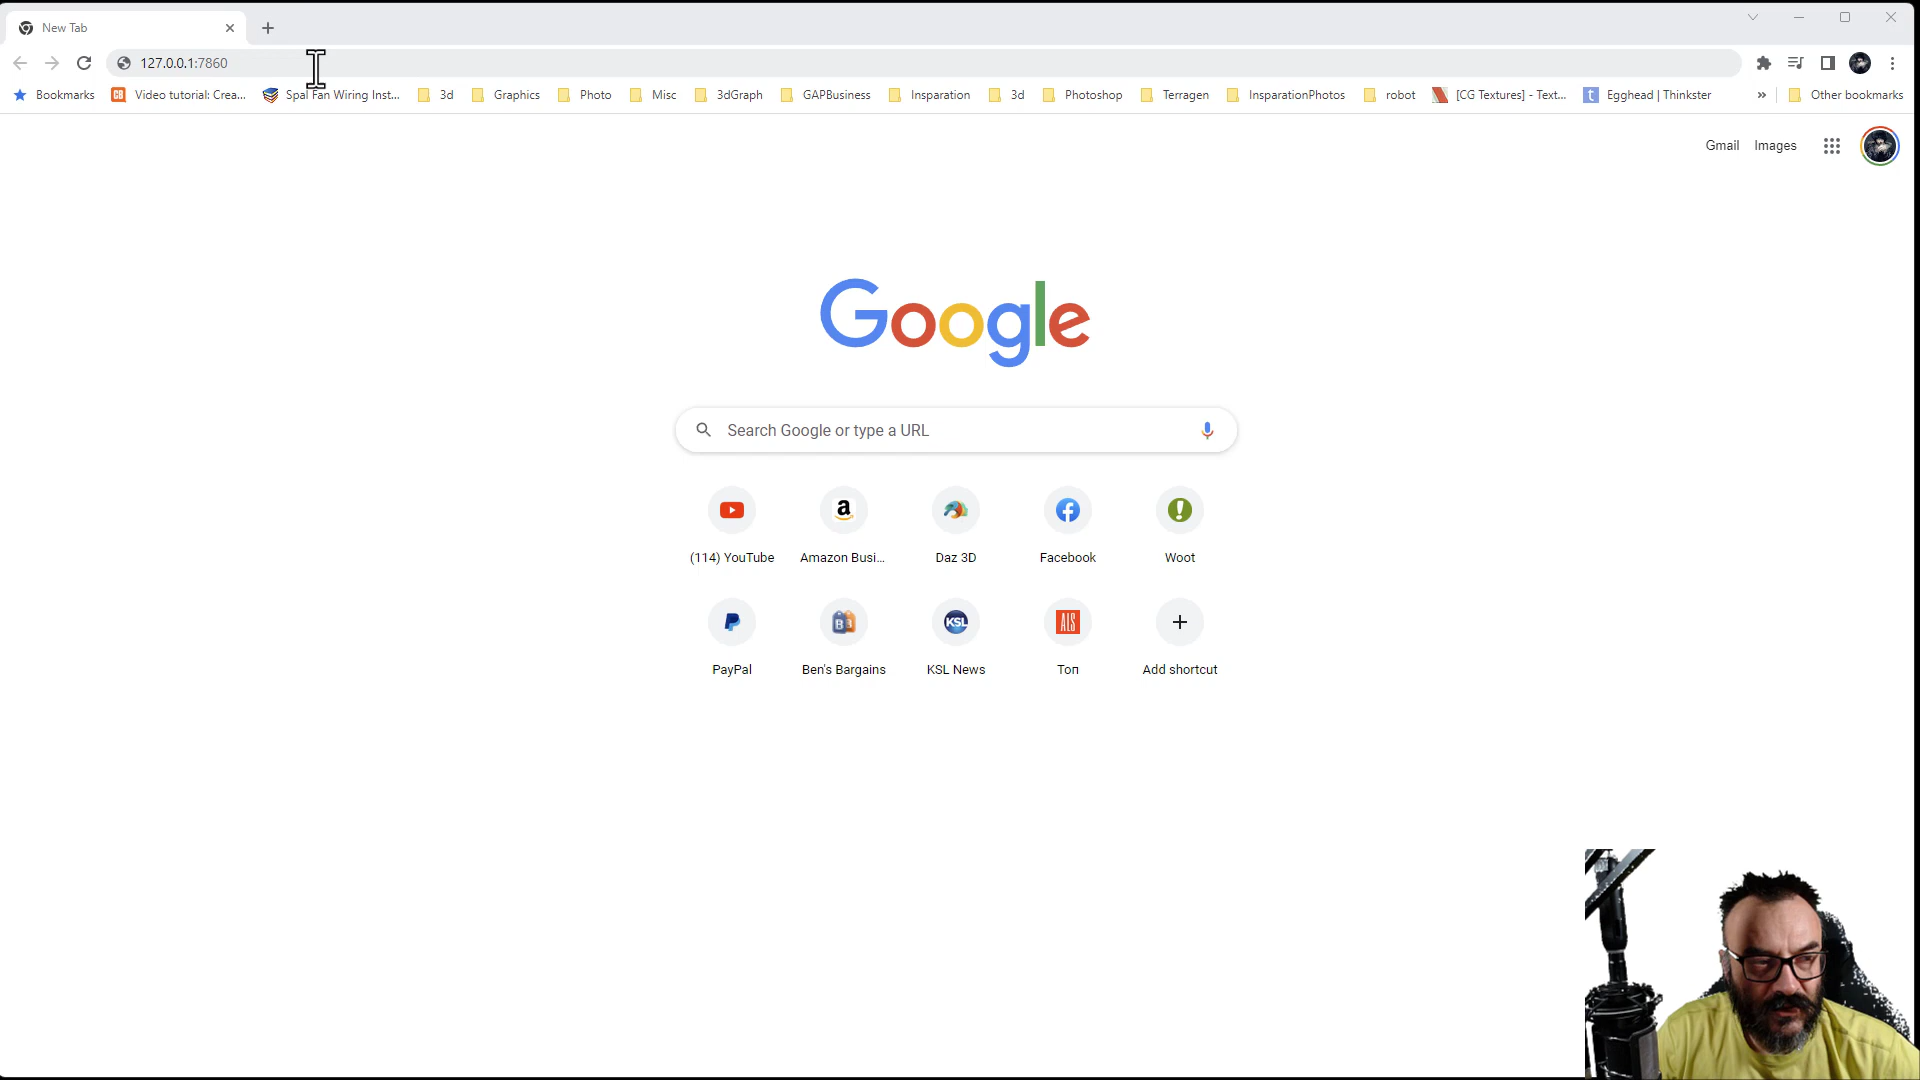 New Tab
127.0.0.1:7860
Bookmarks Video tutorial: Crea... Spal Fan Wiring Inst... 3d Graphics Photo Misc 3dGraph GAPBusiness Insparation 3d Photoshop Terragen InsparationPhotos robot [CG Textures] - Text... Egghead | Thinkster » Other bookmarks
Gmail Images
Google
Search Google or type a URL
(114) YouTube Amazon Busi... Daz 3D Facebook Woot
PayPal Ben's Bargains KSL News Топ Add shortcut